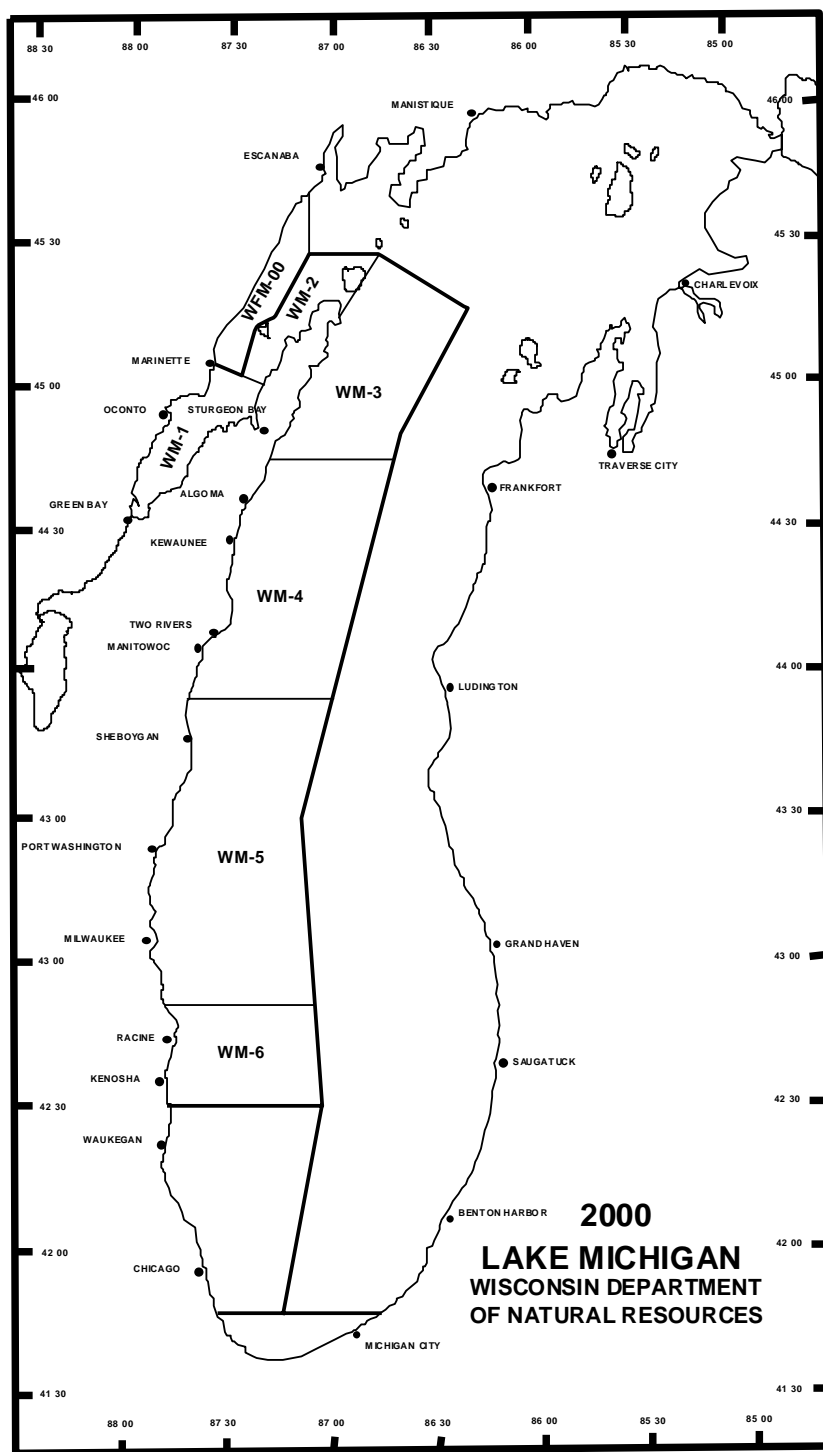 88 30
88 00
87 30
87 00
86 30
86 00
85 30
85 00
46 00
MANISTIQUE
46 00
ESCANABA
45 30
45 30
WFM-00
WM-2
CHARLEVOIX
MARINETTE
45 00
45 00
WM-3
OCONTO
STURGEON BAY
WM-1
TRAVERSE CITY
ALGOMA
FRANKFORT
GREEN BAY
44 30
44 30
KEWAUNEE
WM-4
TWO RIVERS
MANITOWOC
44 00
LUDINGTON
SHEBOYGAN
43 00
43 30
PORT WASHINGTON
WM-5
MILWAUKEE
GRAND HAVEN
43 00
43 00
RACINE
WM-6
SAUGATUCK
KENOSHA
42 30
42 30
WAUKEGAN
BENTON HARBOR
2000
42 00
42 00
LAKE MICHIGAN
CHICAGO
WISCONSIN DEPARTMENT
OF NATURAL RESOURCES
MICHIGAN CITY
41 30
41 30
88 00
87 30
87 00
86 30
86 00
85 30
85 00